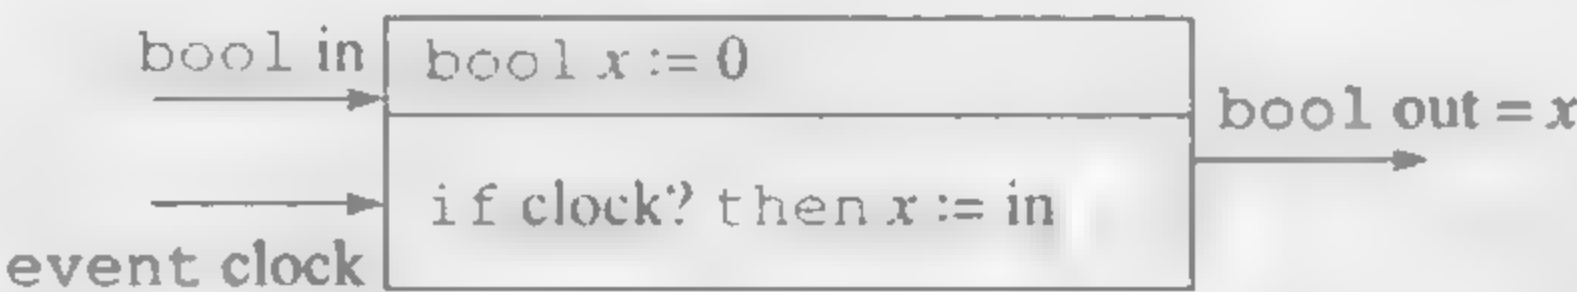 bool in
bool x := 0
bool out = x
if clock? then x := in
event clock